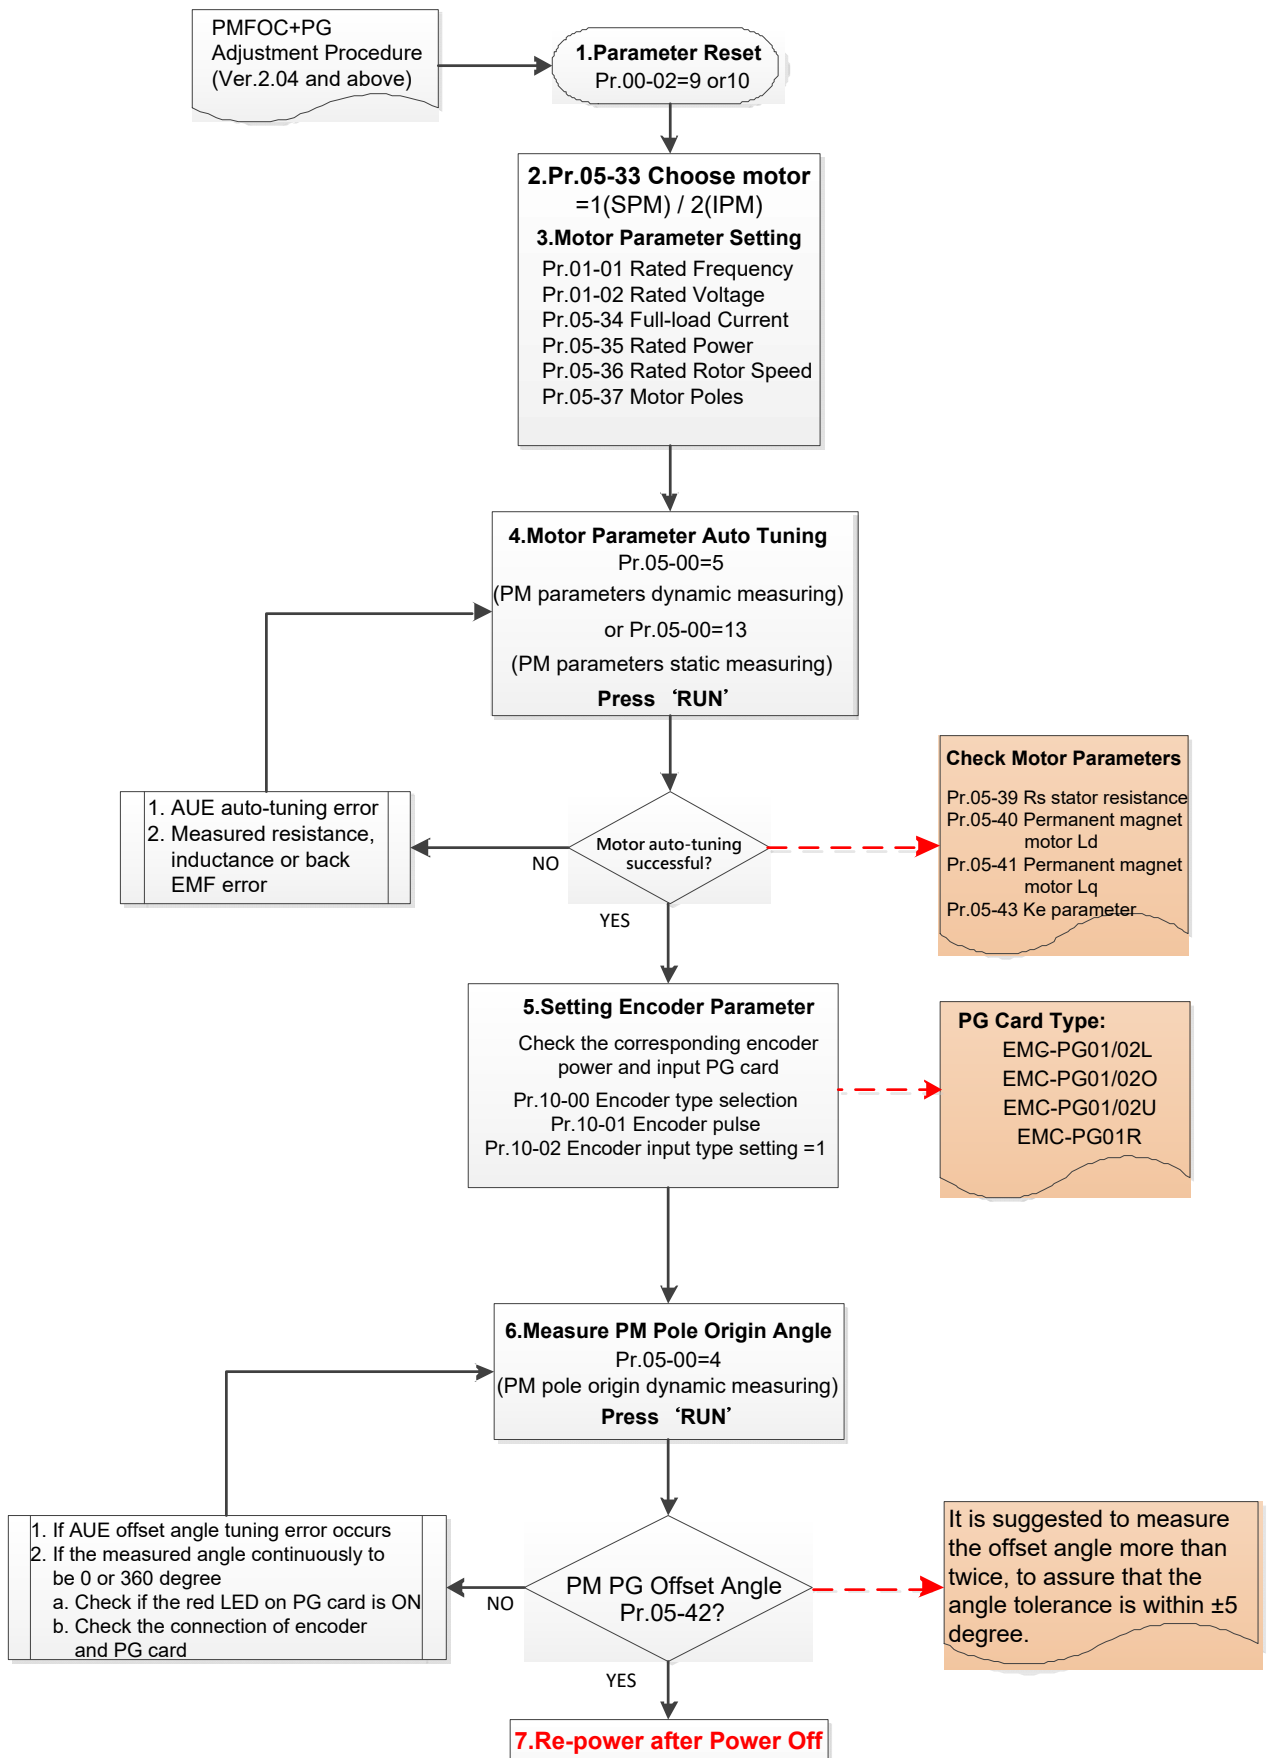 PMFOC+PG
Adjustment Procedure
(Ver.2.04 and above)
1.Parameter Reset
Pr.00-02=9 or10
2.Pr.05-33 Choose motor
=1(SPM) / 2(IPM)
3.Motor Parameter Setting
Pr.01-01 Rated Frequency
Pr.01-02 Rated Voltage
Pr.05-34 Full-load Current
Pr.05-35 Rated Power
Pr.05-36 Rated Rotor Speed
Pr.05-37 Motor Poles
4.Motor Parameter Auto Tuning
Pr.05-00=5
(PM parameters dynamic measuring)
or Pr.05-00=13
(PM parameters static measuring)
Press ‘RUN’
Motor auto-tuning
successful?
NO
1. AUE auto-tuning error
2. Measured resistance,
inductance or back
EMF error
Check Motor Parameters
Pr.05-39 Rs stator resistance
Pr.05-40 Permanent magnet
motor Ld
Pr.05-41 Permanent magnet
motor Lq
Pr.05-43 Ke parameter
YES
5.Setting Encoder Parameter
Check the corresponding encoder
power and input PG card
Pr.10-00 Encoder type selection
Pr.10-01 Encoder pulse
Pr.10-02 Encoder input type setting =1
PG Card Type:
EMC-PG01/02L
EMC-PG01/02O
EMC-PG01/02U
EMC-PG01R
6.Measure PM Pole Origin Angle
Pr.05-00=4
(PM pole origin dynamic measuring)
Press ‘RUN’
PM PG Offset Angle
Pr.05-42?
NO
1. If AUE offset angle tuning error occurs
2. If the measured angle continuously to
be 0 or 360 degree
a. Check if the red LED on PG card is ON
b. Check the connection of encoder
and PG card
It is suggested to measure
the offset angle more than
twice, to assure that the
angle tolerance is within ±5
degree.
YES
7.Re-power after Power Off